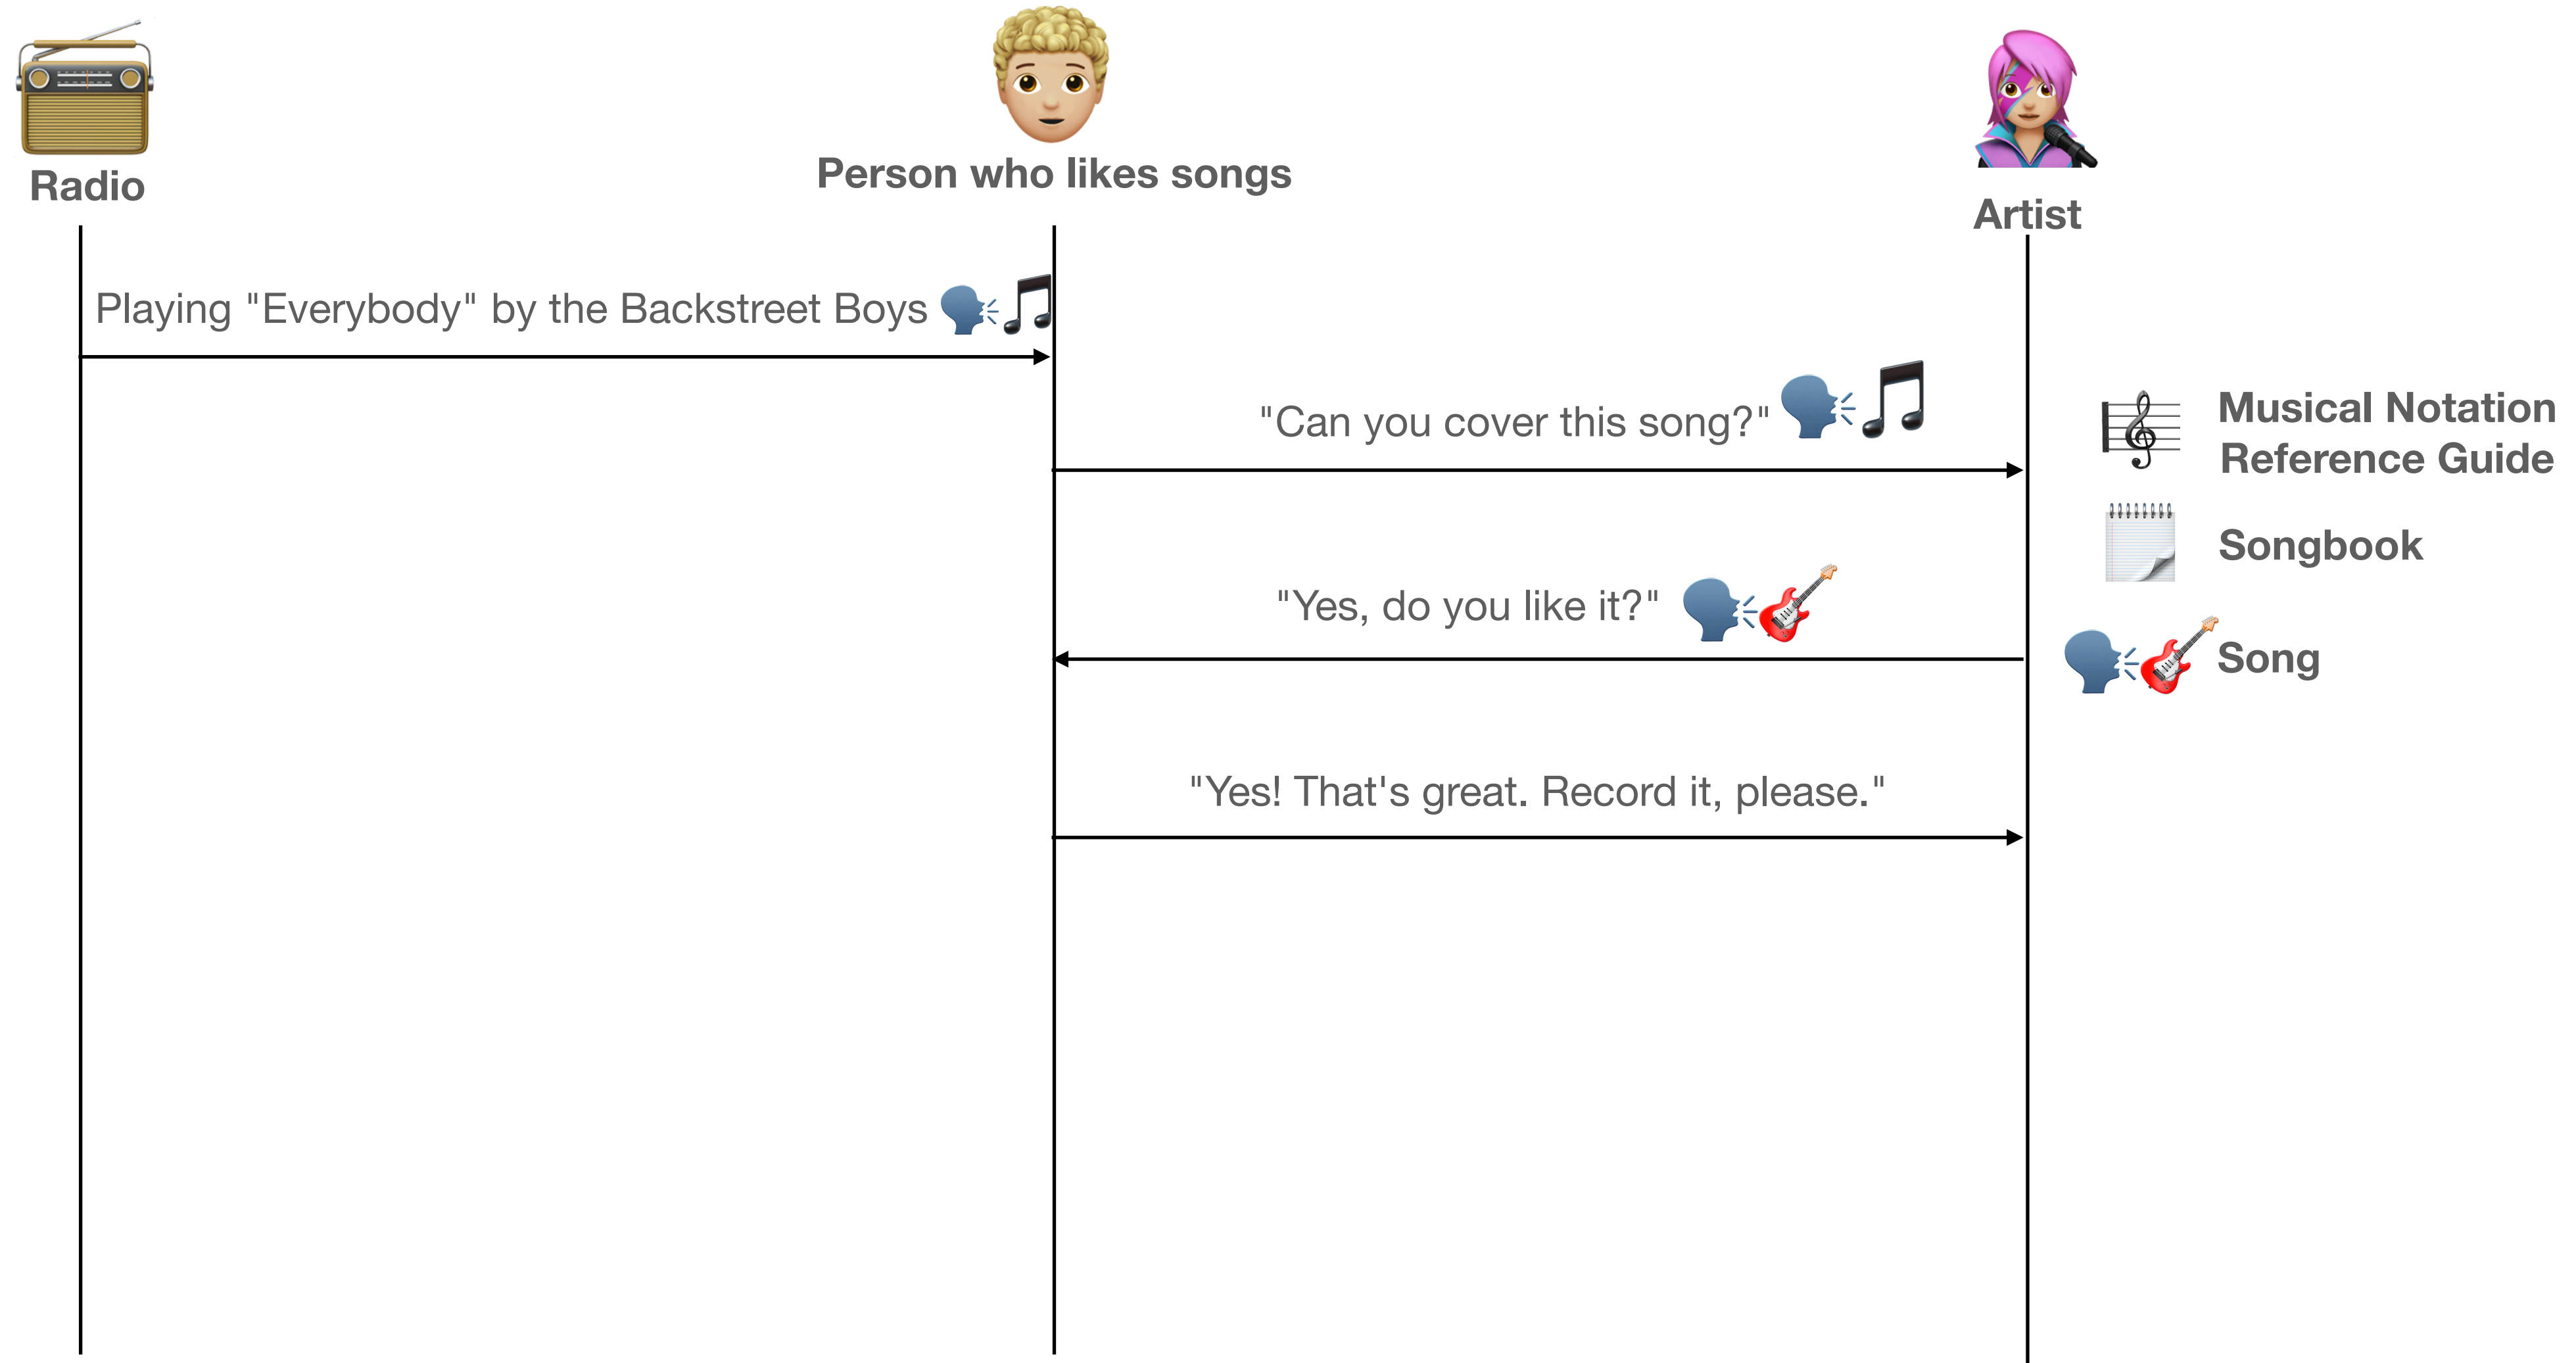 Radio
Person who likes songs
Artist
Playing "Everybody" by the Backstreet Boys
"Can you cover this song?"
Musical Notation
Reference Guide
Songbook
"Yes, do you like it?"
Song
"Yes! That's great. Record it, please."